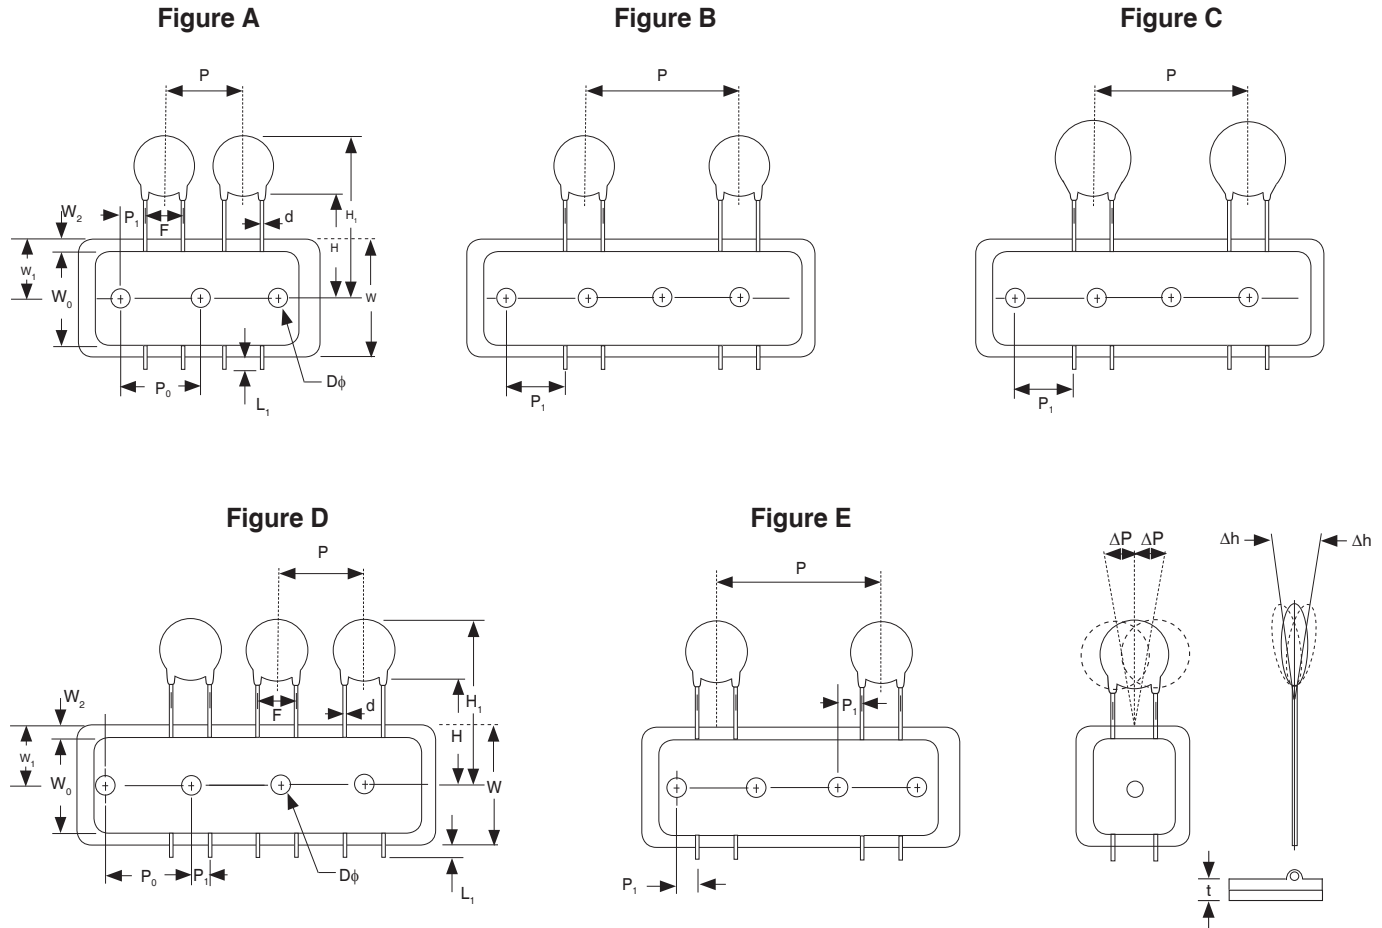 Figure A
Figure B
Figure C
P
P
P
W₂
P₁
F
d
H
H₁
W₁
W₀
W
P₀
L₁
Dϕ
P₁
P₁
Figure D
Figure E
P
P
ΔP
ΔP
Δh
Δh
W₂
F
d
H
H₁
W₁
W₀
W
P₁
P₀
P₁
Dϕ
L₁
P₁
t